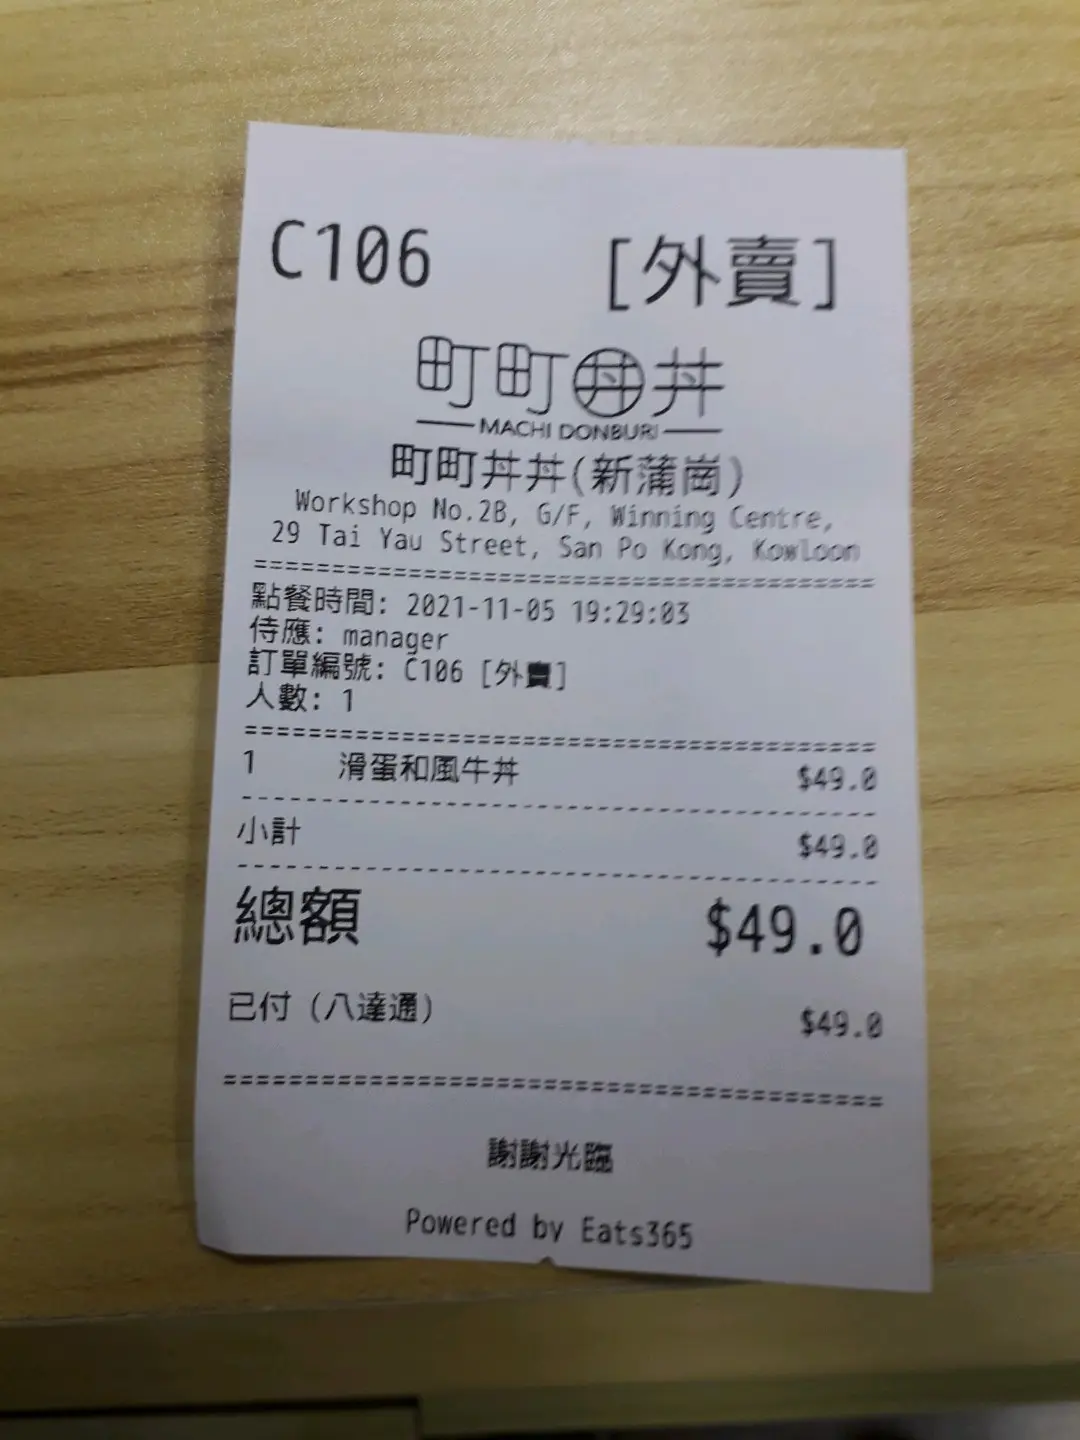 C106 [外賣]
町町丼丼
MACHI DONBURI
町町丼丼(新蒲崗)
Workshop No.2B, G/F, Winning Centre,
29 Tai Yau Street, San Po Kong, Kowloon
========================================
點餐時間: 2021-11-05 19:29:03
侍應: manager
訂單編號: C106 [外賣]
人數: 1
========================================
1 滑蛋和風牛丼 $49.0
----------------------------------------
小計 $49.0
----------------------------------------
總額 $49.0
已付 (八達通) $49.0
========================================
謝謝光臨
Powered by Eats365